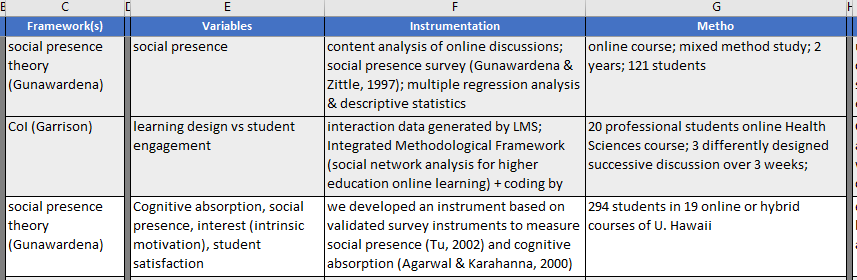 B C D E F G H
Framework(s) Variables Instrumentation Metho
social presence
theory
(Gunawardena)
social presence
content analysis of online discussions;
social presence survey (Gunawardena &
Zittle, 1997); multiple regression analysis
& descriptive statistics
online course; mixed method study; 2
years; 121 students
CoI (Garrison)
learning design vs student
engagement
interaction data generated by LMS;
Integrated Methodological Framework
(social network analysis for higher
education online learning) + coding by
20 professional students online Health
Sciences course; 3 differently designed
successive discussion over 3 weeks;
social presence
theory
(Gunawardena)
Cognitive absorption, social
presence, interest (intrinsic
motivation), student
satisfaction
we developed an instrument based on
validated survey instruments to measure
social presence (Tu, 2002) and cognitive
absorption (Agarwal & Karahanna, 2000)
294 students in 19 online or hybrid
courses of U. Hawaii